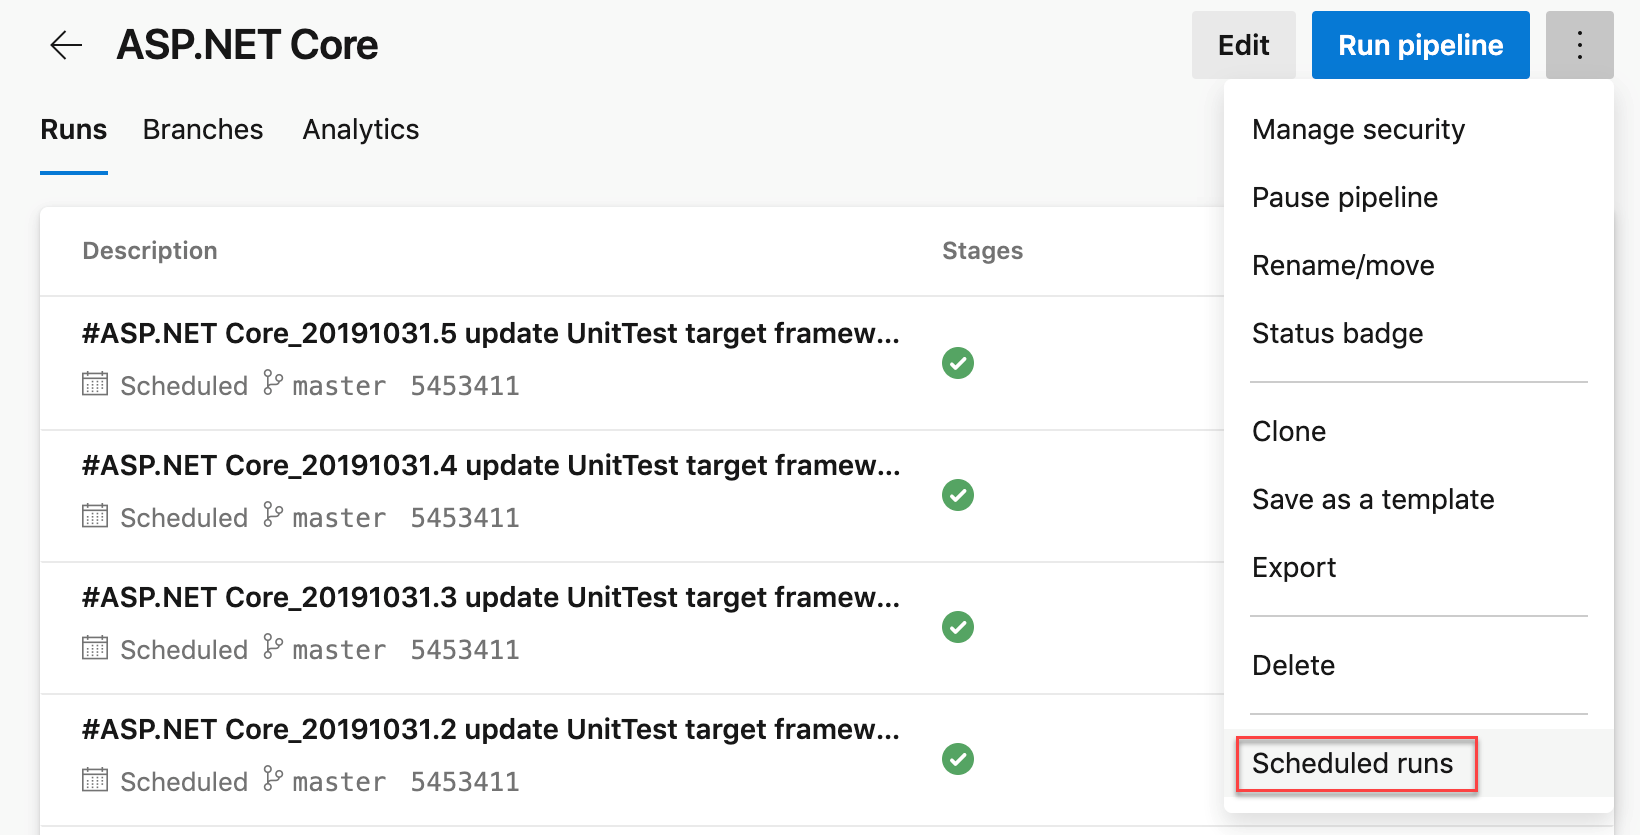 ASP.NET Core
Edit
Run pipeline
Runs
Branches
Analytics
Description
Stages
#ASP.NET Core_20191031.5 update UnitTest target framew...
Scheduled master 5453411
#ASP.NET Core_20191031.4 update UnitTest target framew...
Scheduled master 5453411
#ASP.NET Core_20191031.3 update UnitTest target framew...
Scheduled master 5453411
#ASP.NET Core_20191031.2 update UnitTest target framew...
Scheduled master 5453411
Manage security
Pause pipeline
Rename/move
Status badge
Clone
Save as a template
Export
Delete
Scheduled runs